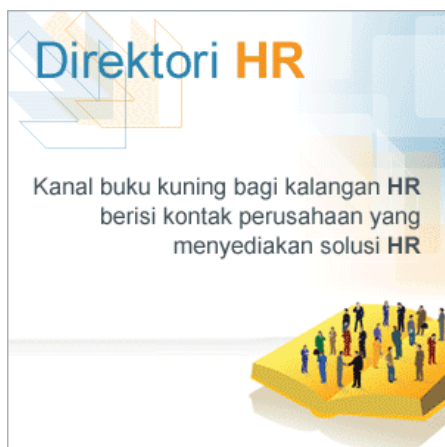 Direktori HR
Kanal buku kuning bagi kalangan HR
berisi kontak perusahaan yang
menyediakan solusi HR